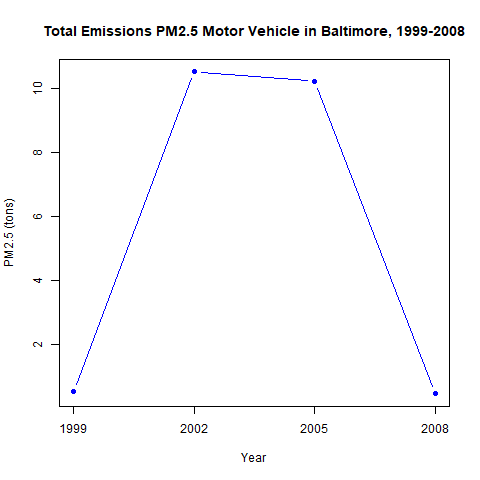 Total Emissions PM2.5 Motor Vehicle in Baltimore, 1999-2008
PM2.5 (tons)
10
8
6
4
2
1999 2002 2005 2008
Year